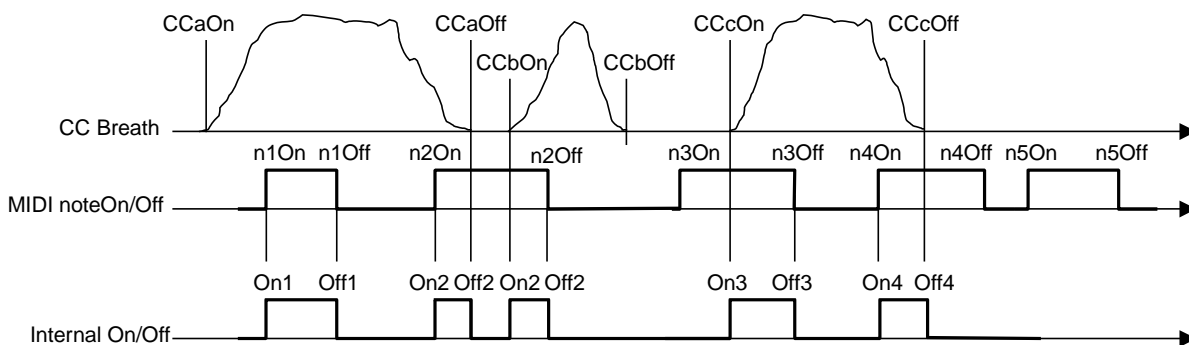 CCaOn CCaOff CCcOn CCcOff
CCbOn CCbOff
CC Breath
n1On n1Off n2On n2Off n3On n3Off n4On n4Off n5On n5Off
MIDI noteOn/Off
On1 Off1 On2 Off2 On2 Off2 On3 Off3 On4 Off4
Internal On/Off